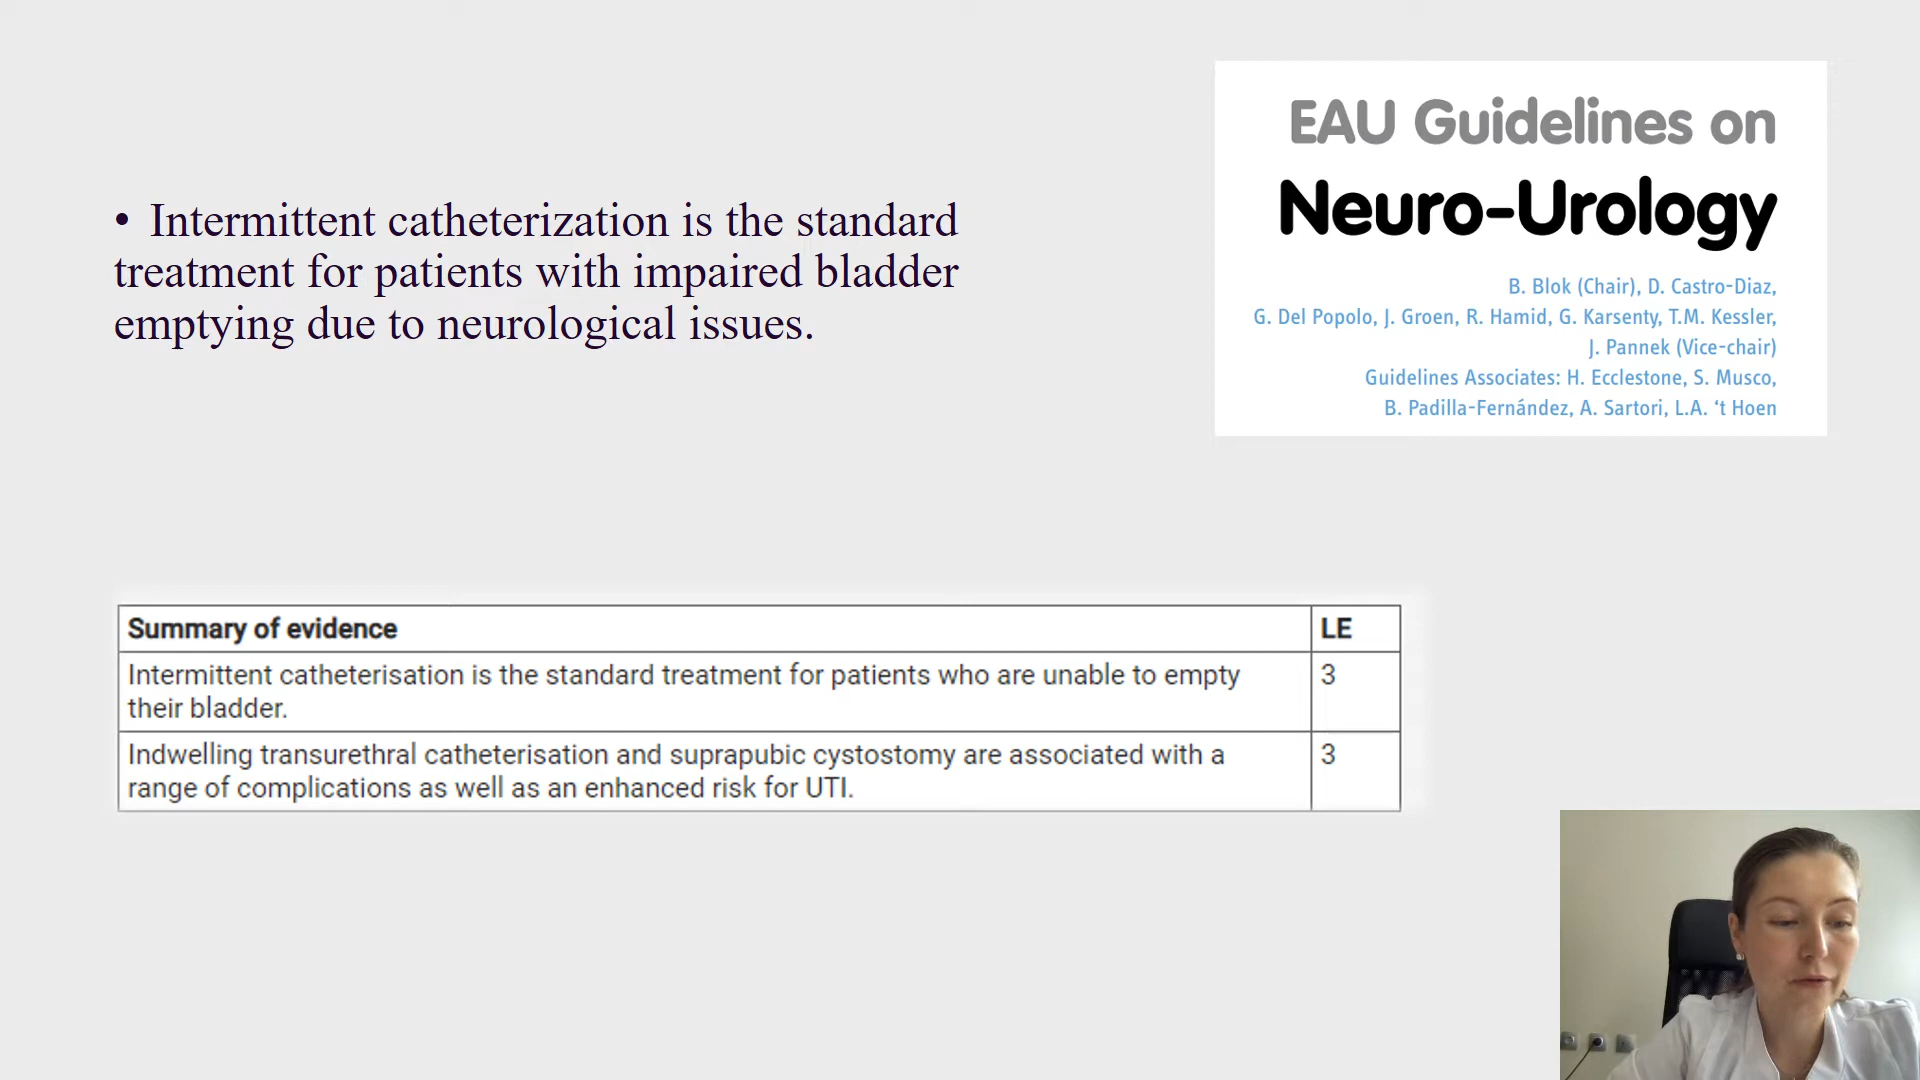 • Intermittent catheterization is the standard
treatment for patients with impaired bladder
emptying due to neurological issues.
EAU Guidelines on
Neuro-Urology
B. Blok (Chair), D. Castro-Diaz,
G. Del Popolo, J. Groen, R. Hamid, G. Karsenty, T.M. Kessler,
J. Pannek (Vice-chair)
Guidelines Associates: H. Ecclestone, S. Musco,
B. Padilla-Fernández, A. Sartori, L.A. ‘t Hoen
Summary of evidence LE
Intermittent catheterisation is the standard treatment for patients who are unable to empty 3
their bladder.
Indwelling transurethral catheterisation and suprapubic cystostomy are associated with a 3
range of complications as well as an enhanced risk for UTI.